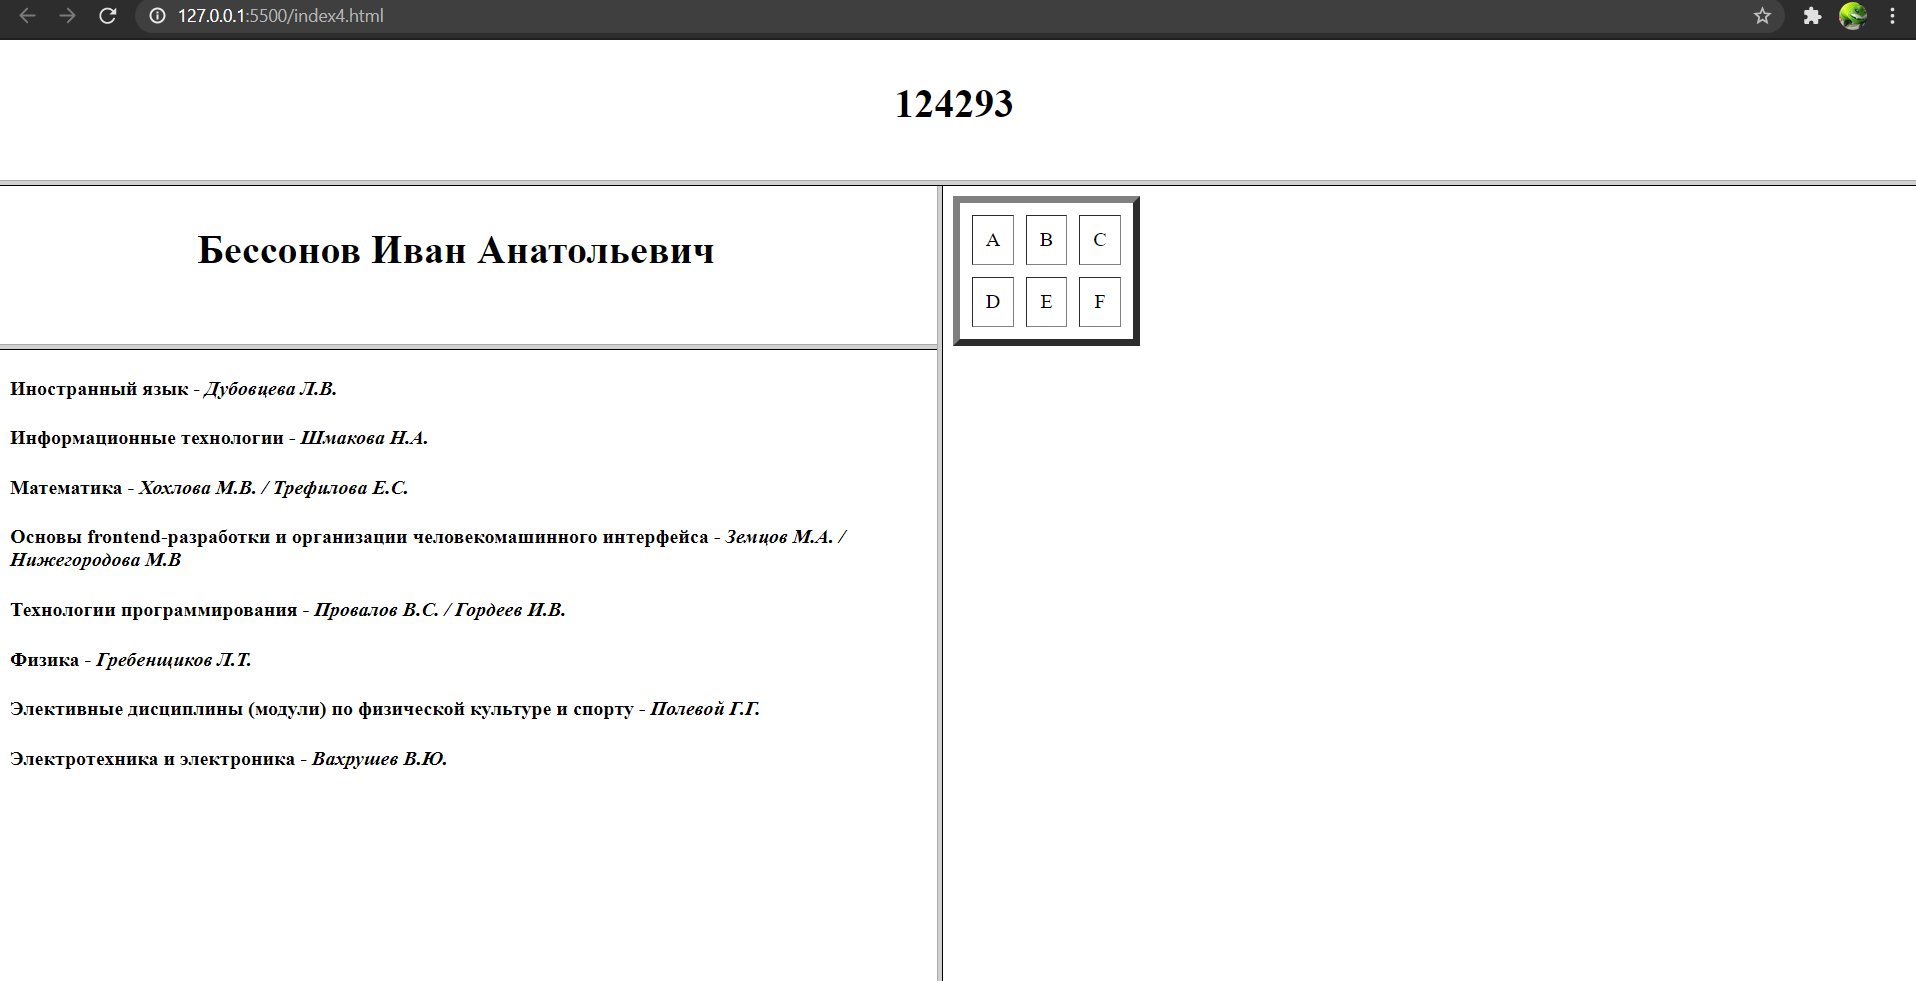 127.0.0.1:5500/index4.html
124293
Бессонов Иван Анатольевич
Иностранный язык - Дубовцева Л.В.
Информационные технологии - Шмакова Н.А.
Математика - Хохлова М.В. / Трефилова Е.С.
Основы frontend-разработки и организации человекомашинного интерфейса - Земцов М.А. /
Нижегородова М.В
Технологии программирования - Провалов В.С. / Гордеев И.В.
Физика - Гребенщиков Л.Т.
Элективные дисциплины (модули) по физической культуре и спорту - Полевой Г.Г.
Электротехника и электроника - Вахрушев В.Ю.
A B C
D E F